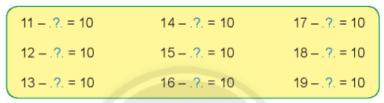 11 – .?. = 10 14 – .?. = 10 17 – .?. = 10
12 – .?. = 10 15 – .?. = 10 18 – .?. = 10
13 – .?. = 10 16 – .?. = 10 19 – .?. = 10